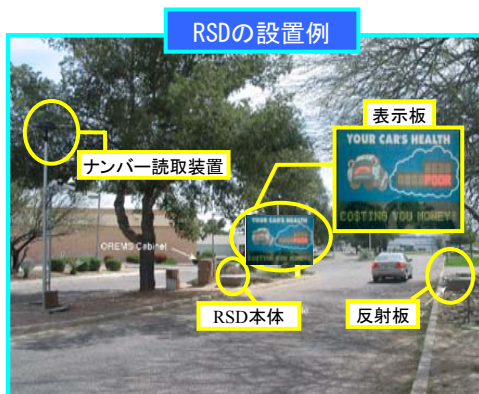 RSDの設置例
表示板
YOUR CAR'S HEALTH
POOR
COSTING YOU MONEY!
ナンバー読取装置
OREMS Cabinet
YOUR CAR'S HEALTH
COSTING YOU MONEY!
RSD本体
反射板